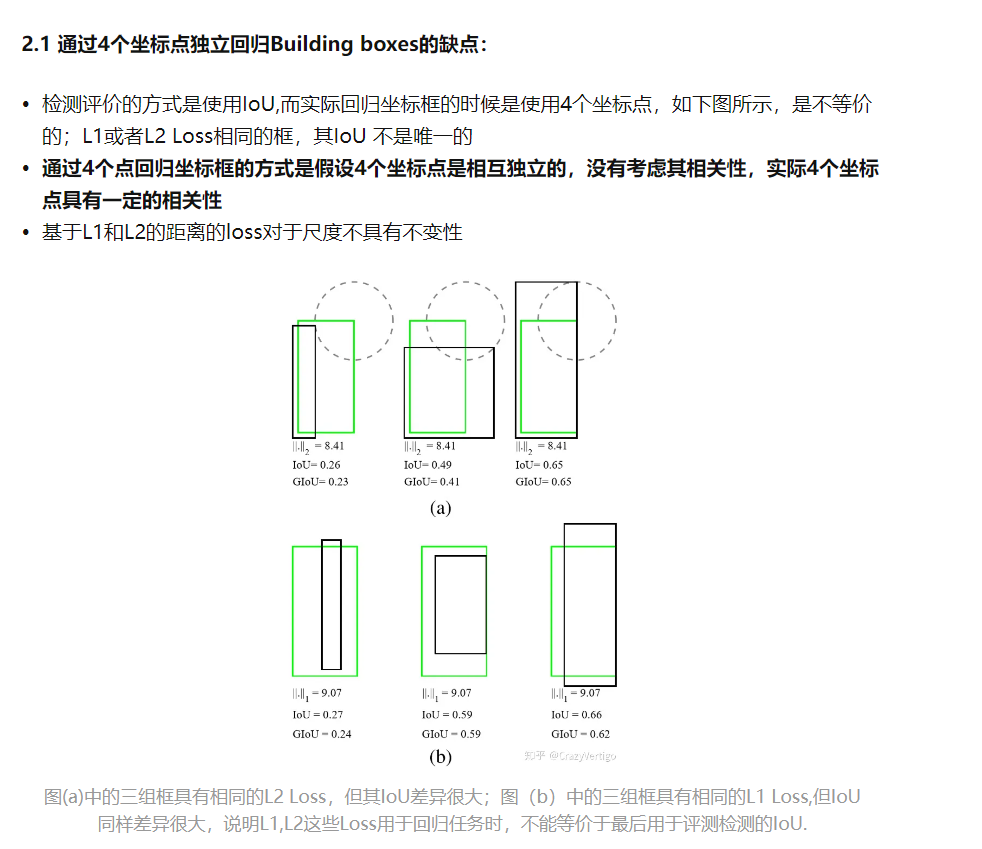 2.1 通过4个坐标点独立回归Building boxes的缺点：
• 检测评价的方式是使用IoU,而实际回归坐标框的时候是使用4个坐标点，如下图所示，是不等价
的；L1或者L2 Loss相同的框，其IoU 不是唯一的
• 通过4个点回归坐标框的方式是假设4个坐标点是相互独立的，没有考虑其相关性，实际4个坐标
点具有一定的相关性
• 基于L1和L2的距离的loss对于尺度不具有不变性
||.||2 = 8.41 ||.||2 = 8.41 ||.||2 = 8.41
IoU= 0.26 IoU= 0.49 IoU= 0.65
GIoU= 0.23 GIoU= 0.41 GIoU= 0.65
(a)
||.||1 = 9.07 ||.||1 = 9.07 ||.||1 = 9.07
IoU = 0.27 IoU = 0.59 IoU = 0.66
GIoU = 0.24 GIoU = 0.59 GIoU = 0.62
(b)
知乎 @CrazyVertigo
图(a)中的三组框具有相同的L2 Loss，但其IoU差异很大；图（b）中的三组框具有相同的L1 Loss,但IoU
同样差异很大，说明L1,L2这些Loss用于回归任务时，不能等价于最后用于评测检测的IoU.